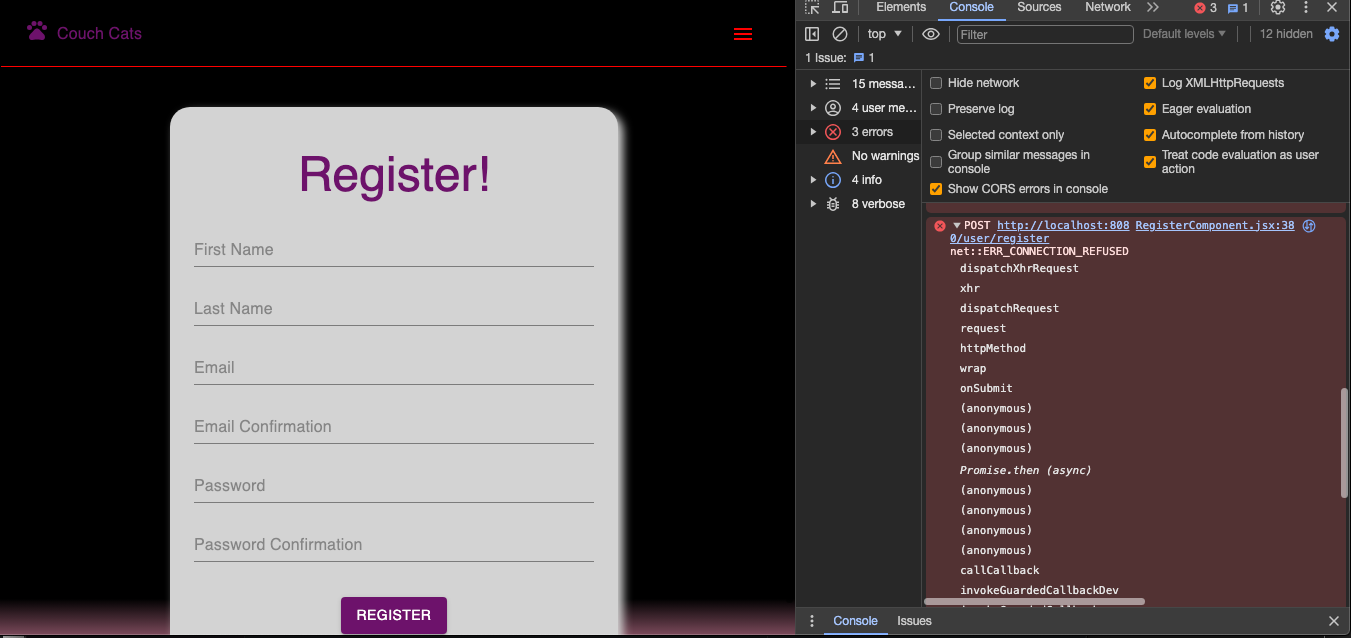 Couch Cats
Register!
First Name
Last Name
Email
Email Confirmation
Password
Password Confirmation
REGISTER
Elements Console Sources Network 3 1
top Filter Default levels 12 hidden
1 Issue: 1
15 messa...
4 user me...
3 errors
No warnings
4 info
8 verbose
Hide network Log XMLHttpRequests
Preserve log Eager evaluation
Selected context only Autocomplete from history
Group similar messages in console
Treat code evaluation as user action
Show CORS errors in console
POST http://localhost:808 RegisterComponent.jsx:38
0/user/register
net::ERR_CONNECTION_REFUSED
dispatchXhrRequest
xhr
dispatchRequest
request
httpMethod
wrap
onSubmit
(anonymous)
(anonymous)
(anonymous)
Promise.then (async)
(anonymous)
(anonymous)
(anonymous)
(anonymous)
callCallback
invokeGuardedCallbackDev
Console Issues